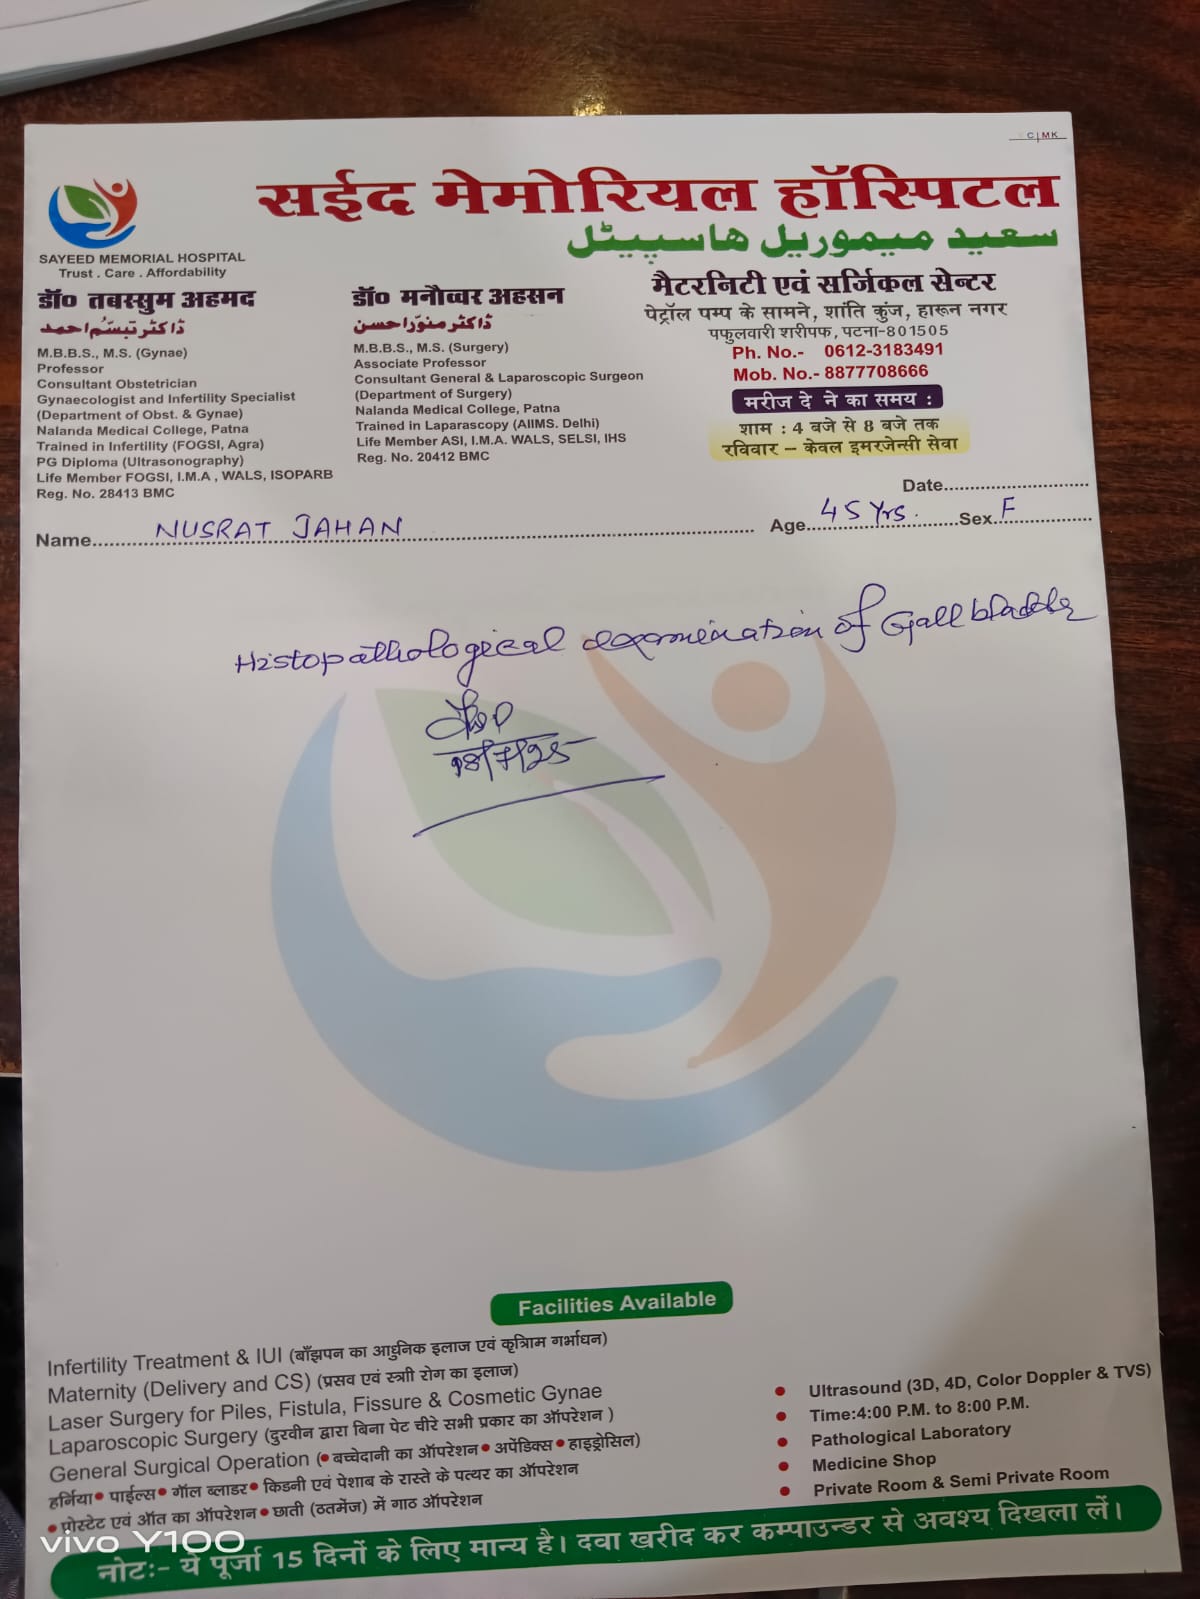 C|MK
सईद मेमोरियल हॉस्पिटल
سعید میموریل ہاسپیٹل
SAYEED MEMORIAL HOSPITAL
Trust . Care . Affordability
डॉ० तबस्सुम अहमद
ڈاکٹر تبسّم احمد
M.B.B.S., M.S. (Gynae)
Professor
Consultant Obstetrician
Gynaecologist and Infertility Specialist
(Department of Obst. & Gynae)
Nalanda Medical College, Patna
Trained in Infertility (FOGSI, Agra)
PG Diploma (Ultrasonography)
Life Member FOGSI, I.M.A , WALS, ISOPARB
Reg. No. 28413 BMC
डॉ० मनौव्वर अहसन
ڈاکٹر منوّر احسن
M.B.B.S., M.S. (Surgery)
Associate Professor
Consultant General & Laparoscopic Surgeon
(Department of Surgery)
Nalanda Medical College, Patna
Trained in Laparascopy (AIIMS. Delhi)
Life Member ASI, I.M.A. WALS, SELSI, IHS
Reg. No. 20412 BMC
मैटरनिटी एवं सर्जिकल सेन्टर
पेट्रॉल पम्प के सामने, शांति कुंज, हारून नगर
पफुलवारी शरीपफ, पटना-801505
Ph. No.- 0612-3183491
Mob. No.- 8877708666
मरीज दे ने का समय :
शाम : 4 बजे से 8 बजे तक
रविवार – केवल इमरजेन्सी सेवा
Date..............................
Name.......... NUSRAT JAHAN .......... Age.... 45 Yrs. ....Sex.. F ..........
Histopathological examination of Gall bladder
18/7/25
Facilities Available
Infertility Treatment & IUI (बाँझपन का आधुनिक इलाज एवं कृत्रिाम गर्भाधन)
Maternity (Delivery and CS) (प्रसव एवं स्त्राी रोग का इलाज)
Laser Surgery for Piles, Fistula, Fissure & Cosmetic Gynae
Laparoscopic Surgery (दुरवीन द्वारा बिना पेट चीरे सभी प्रकार का ऑपरेशन )
General Surgical Operation (• बच्चेदानी का ऑपरेशन • अपेंडिक्स • हाइड्रोसिल)
हर्निया • पाईल्स • गॉल ब्लाडर • किडनी एवं पेशाब के रास्ते के पत्थर का ऑपरेशन
• प्रोस्टेट एवं ऑत का ऑपरेशन • छाती (ठतमेंज) में गाठ ऑपरेशन
• Ultrasound (3D, 4D, Color Doppler & TVS)
• Time:4:00 P.M. to 8:00 P.M.
• Pathological Laboratory
• Medicine Shop
• Private Room & Semi Private Room
नोटः- ये पूर्जा 15 दिनों के लिए मान्य है। दवा खरीद कर कम्पाउन्डर से अवश्य दिखला लें।
vivo Y100